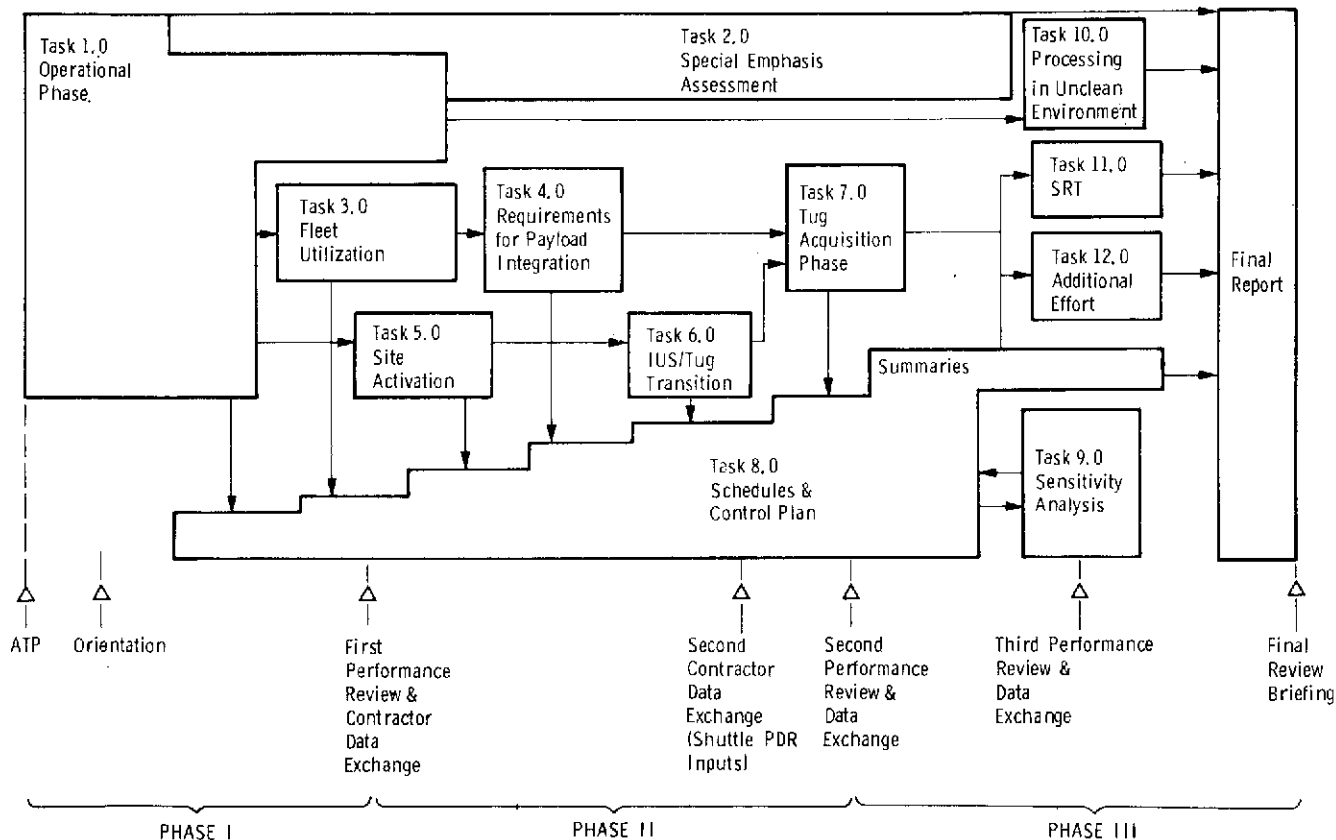 Task 1.0
Operational
Phase.
Task 2.0
Special Emphasis
Assessment
Task 10.0
Processing
in Unclean
Environment
Task 3.0
Fleet
Utilization
Task 4.0
Requirements
for Payload
Integration
Task 7.0
Tug
Acquisition
Phase
Task 11.0
SRT
Task 12.0
Additional
Effort
Final
Report
Task 5.0
Site
Activation
Task 6.0
IUS/Tug
Transition
Summaries
Task 8.0
Schedules &
Control Plan
Task 9.0
Sensitivity
Analysis
ATP
Orientation
First
Performance
Review &
Contractor
Data
Exchange
Second
Contractor
Data
Exchange
(Shuttle PDR
Inputs)
Second
Performance
Review &
Data
Exchange
Third Performance
Review &
Data
Exchange
Final
Review
Briefing
PHASE I
PHASE II
PHASE III